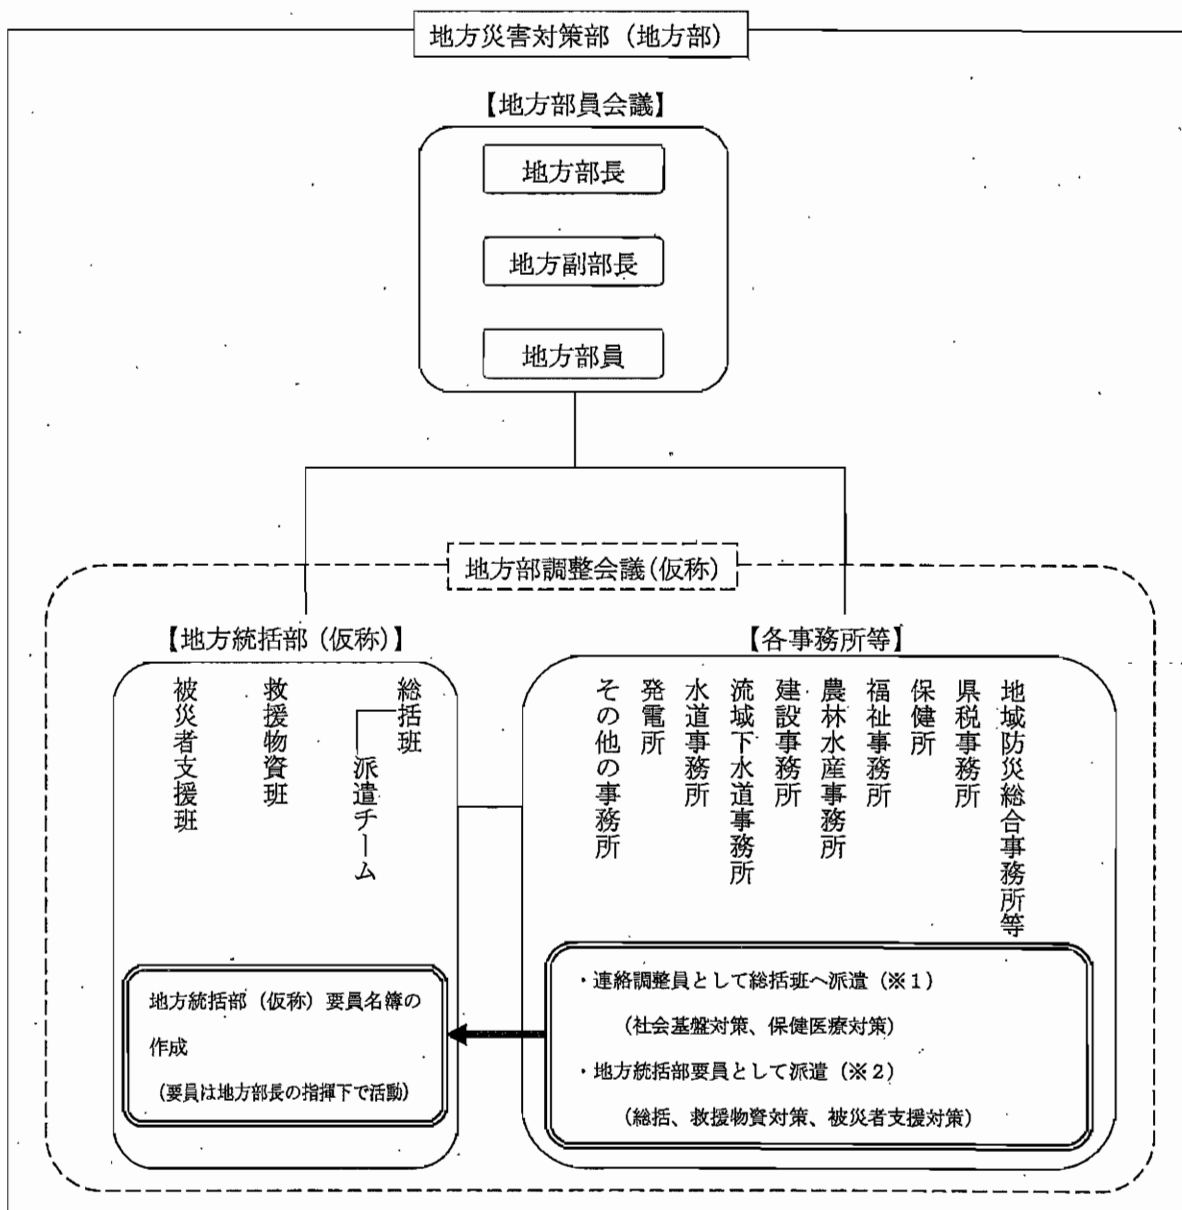 地方災害対策部（地方部）
【地方部員会議】
地方部長
地方副部長
地方部員
地方部調整会議(仮称)
【地方統括部（仮称）】
総括班
派遣チーム
救援物資班
被災者支援班
地方統括部（仮称）要員名簿の
作成
（要員は地方部長の指揮下で活動）
【各事務所等】
地域防災総合事務所等
県税事務所
保健所
福祉事務所
農林水産事務所
建設事務所
流域下水道事務所
水道事務所
発電所
その他の事務所
・連絡調整員として総括班へ派遣（※１）
（社会基盤対策、保健医療対策）
・地方統括部要員として派遣（※２）
（総括、救援物資対策、被災者支援対策）